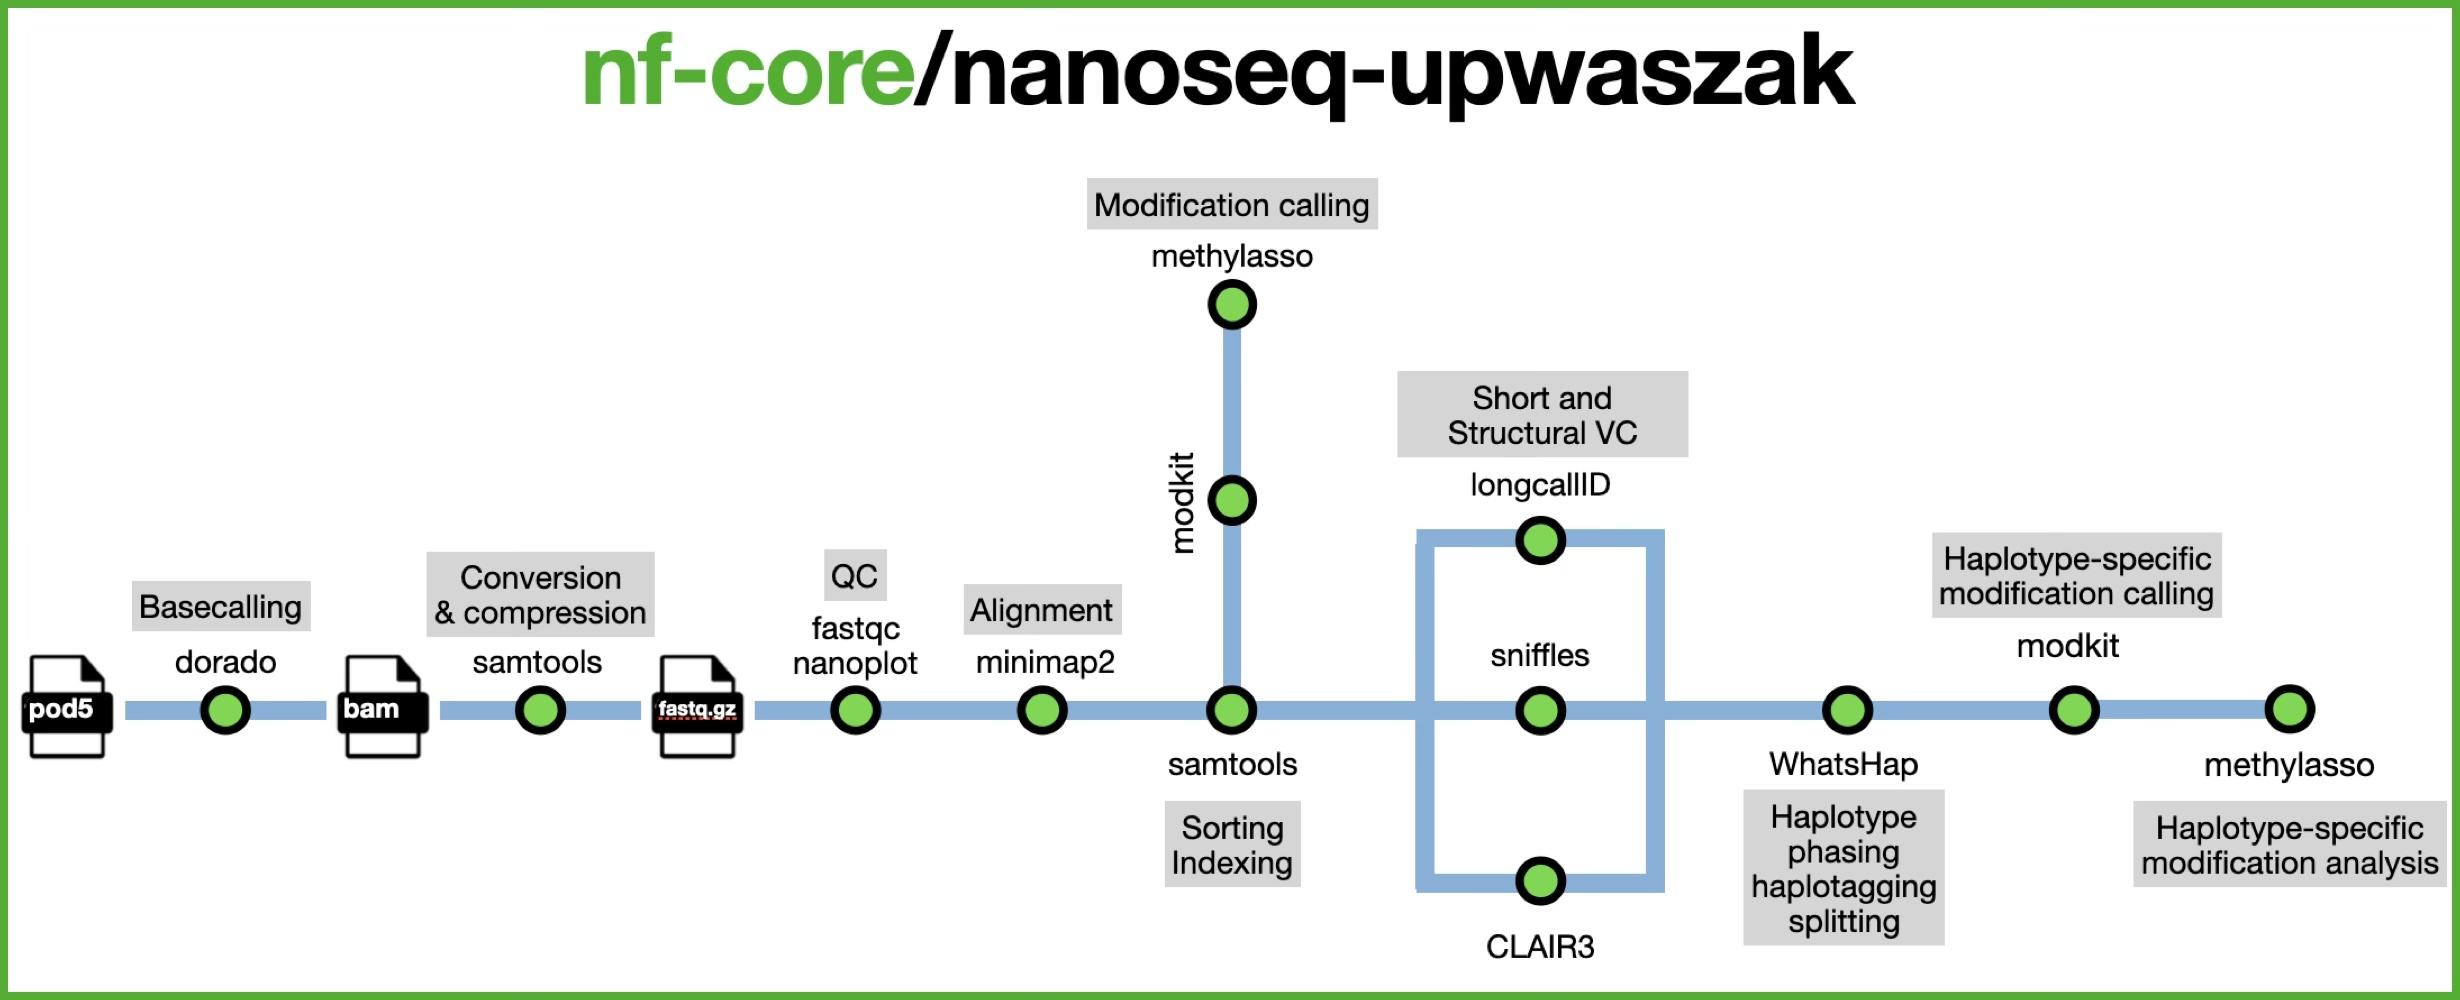 nf-core/nanoseq-upwaszak
Modification calling
methylasso
modkit
Short and
Structural VC
longcallID
sniffles
CLAIR3
Basecalling
dorado
Conversion
& compression
samtools
QC
fastqc
nanoplot
Alignment
minimap2
pod5
bam
fastq.gz
samtools
Sorting
Indexing
WhatsHap
Haplotype
phasing
haplotagging
splitting
Haplotype-specific
modification calling
modkit
methylasso
Haplotype-specific
modification analysis